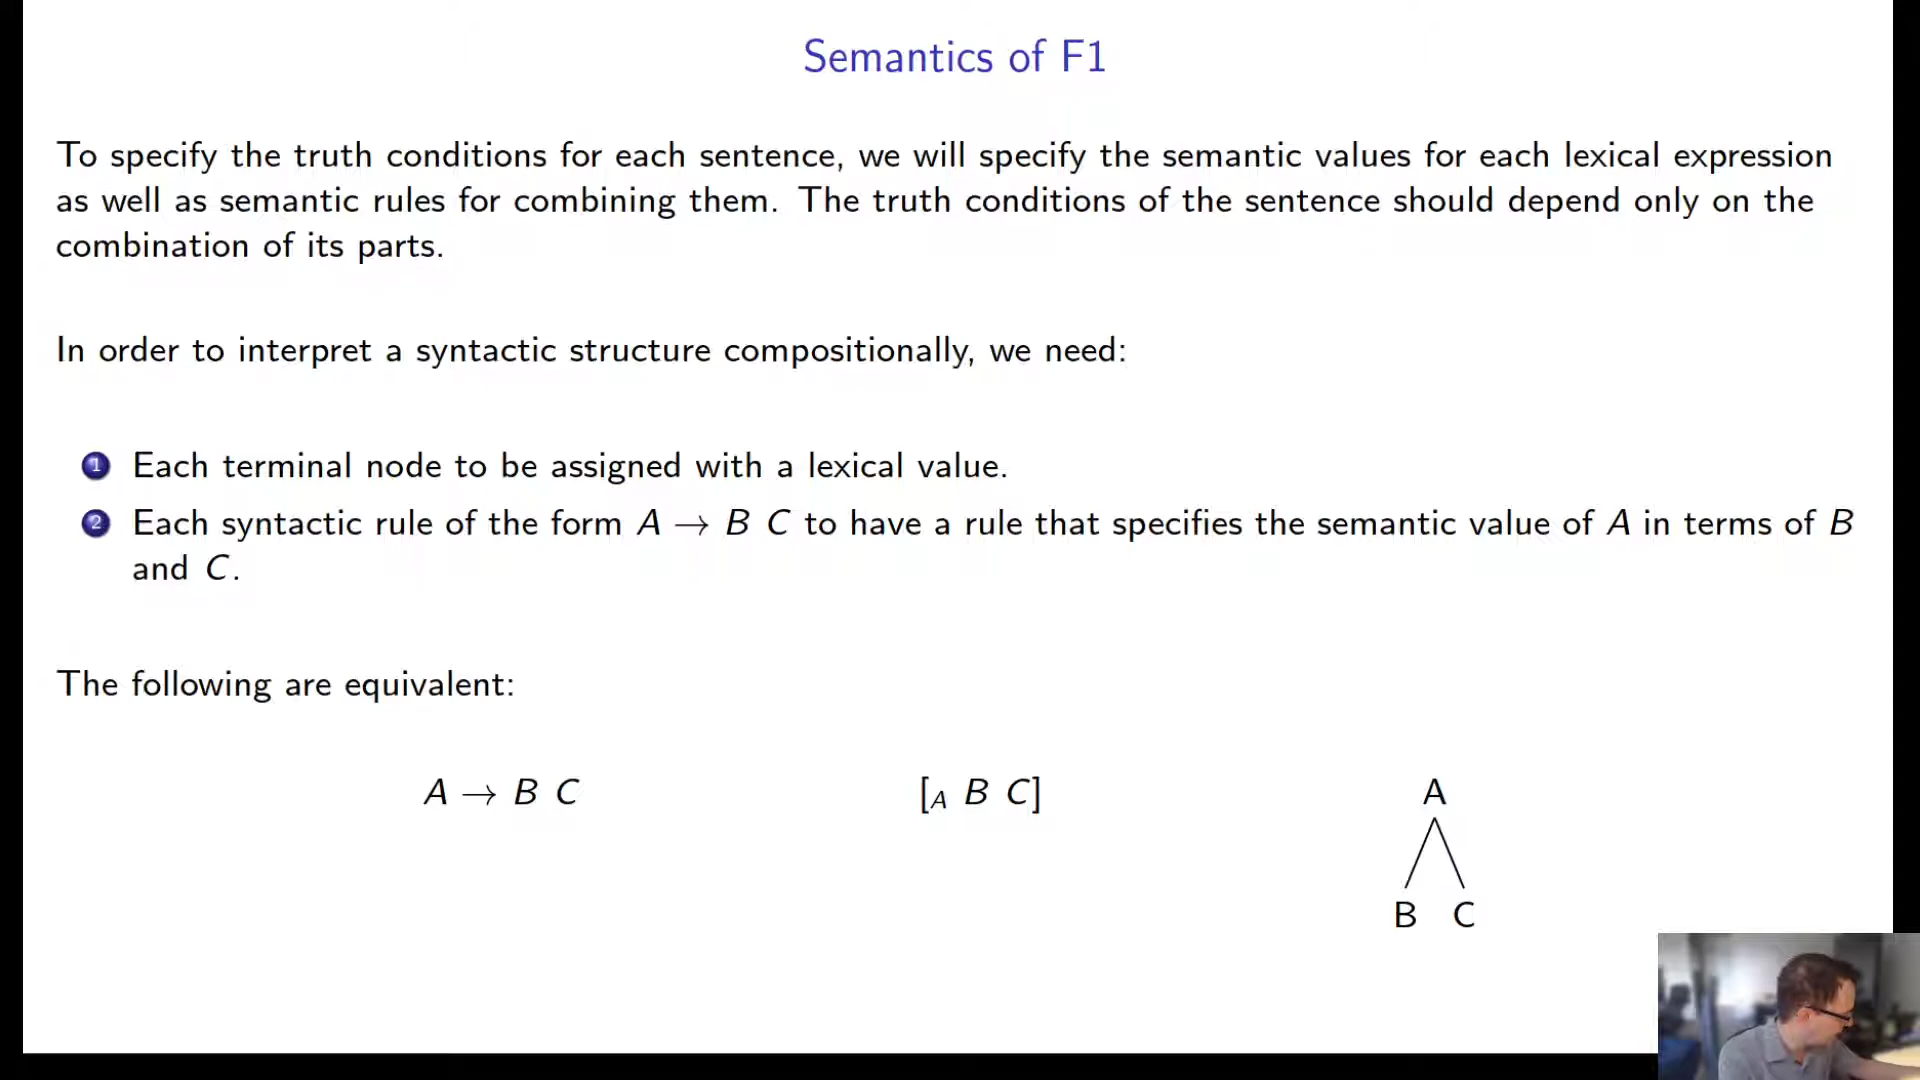 Semantics of F1
To specify the truth conditions for each sentence, we will specify the semantic values for each lexical expression
as well as semantic rules for combining them. The truth conditions of the sentence should depend only on the
combination of its parts.
In order to interpret a syntactic structure compositionally, we need:
1 Each terminal node to be assigned with a lexical value.
2 Each syntactic rule of the form A → B C to have a rule that specifies the semantic value of A in terms of B
and C.
The following are equivalent:
A → B C [A B C] A
B C